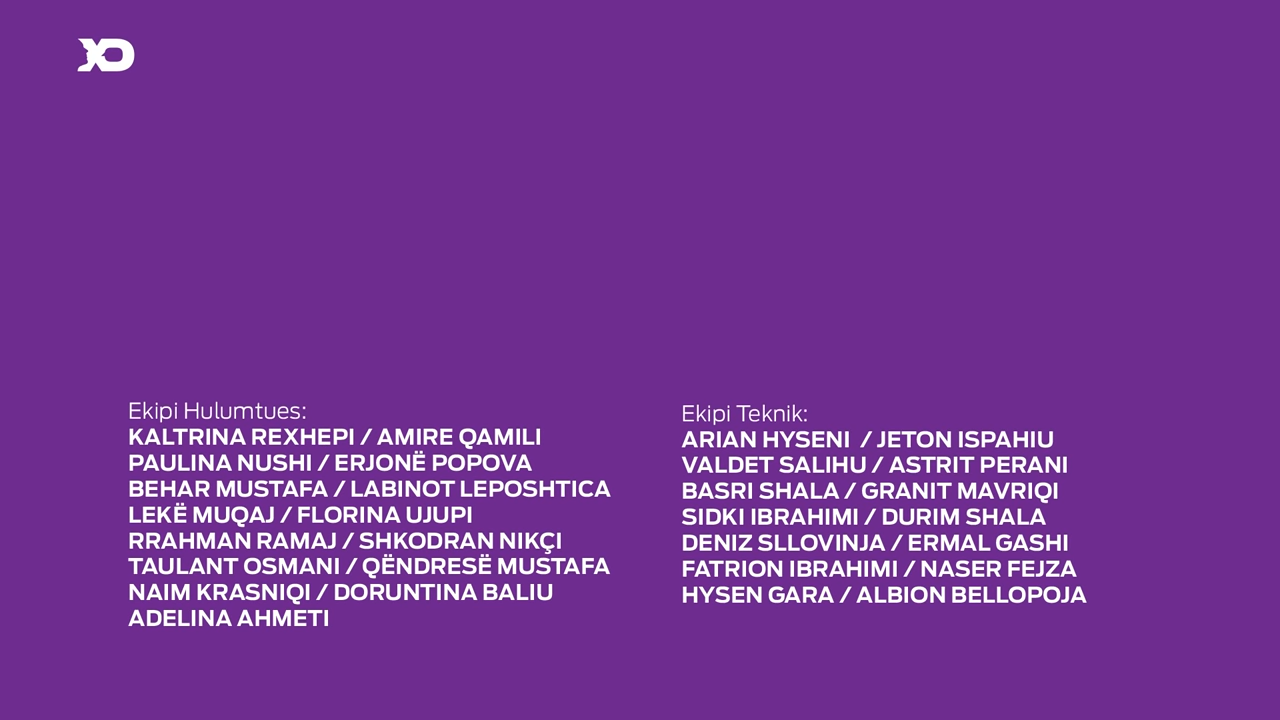 XD
Ekipi Hulumtues:
KALTRINA REXHEPI / AMIRE QAMILI
PAULINA NUSHI / ERJONË POPOVA
BEHAR MUSTAFA / LABINOT LEPOSHTICA
LEKË MUQAJ / FLORINA UJUPI
RRAHMAN RAMAJ / SHKODRAN NIKÇI
TAULANT OSMANI / QËNDRESË MUSTAFA
NAIM KRASNIQI / DORUNTINA BALIU
ADELINA AHMETI
Ekipi Teknik:
ARIAN HYSENI / JETON ISPAHIU
VALDET SALIHU / ASTRIT PERANI
BASRI SHALA / GRANIT MAVRIQI
SIDKI IBRAHIMI / DURIM SHALA
DENIZ SLLOVINJA / ERMAL GASHI
FATRION IBRAHIMI / NASER FEJZA
HYSEN GARA / ALBION BELLOPOJA